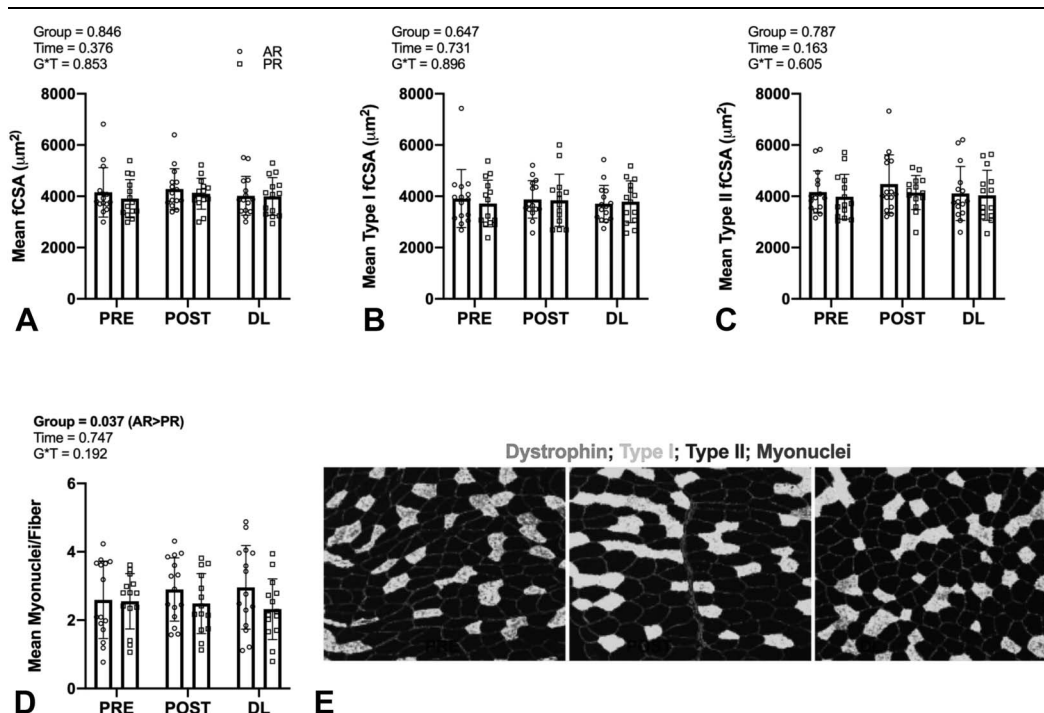 Group = 0.846
Time = 0.376
G*T = 0.853
○ AR
□ PR
Mean fCSA (μm²)
8000
6000
4000
2000
0
PRE POST DL
A
Group = 0.647
Time = 0.731
G*T = 0.896
Mean Type I fCSA (μm²)
8000
6000
4000
2000
0
PRE POST DL
B
Group = 0.787
Time = 0.163
G*T = 0.605
Mean Type II fCSA (μm²)
8000
6000
4000
2000
0
PRE POST DL
C
Group = 0.037 (AR>PR)
Time = 0.747
G*T = 0.192
Mean Myonuclei/Fiber
6
4
2
0
PRE POST DL
D
Dystrophin; Type I; Type II; Myonuclei
PRE
E